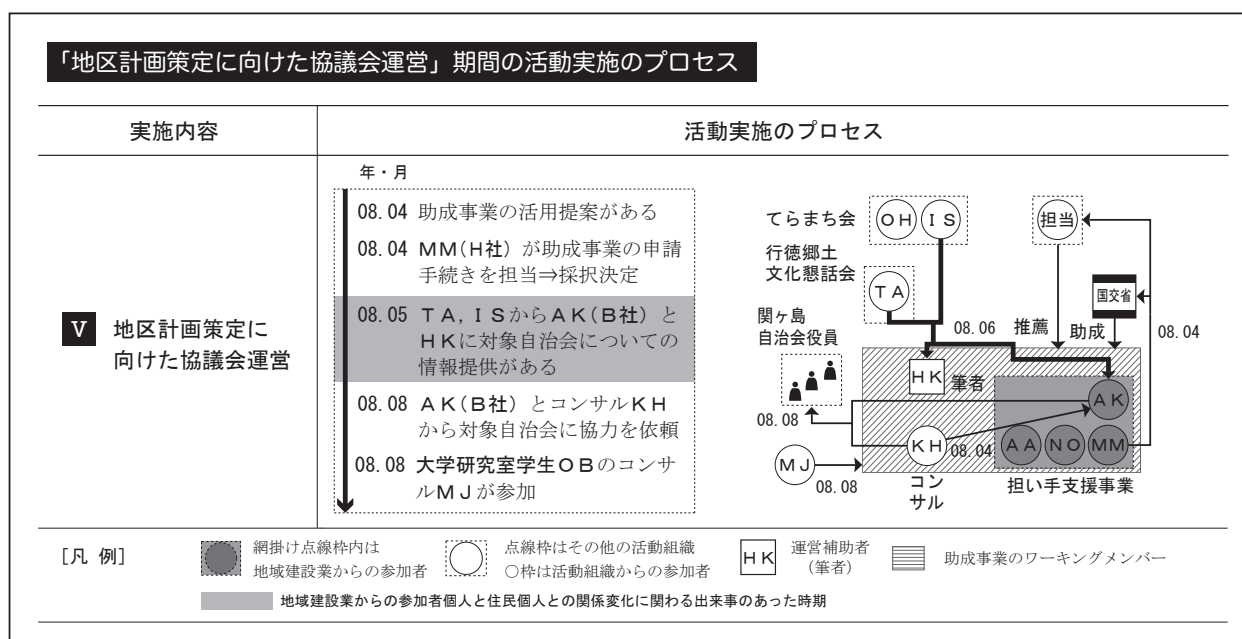 「地区計画策定に向けた協議会運営」期間の活動実施のプロセス
実施内容
活動実施のプロセス
V 地区計画策定に
向けた協議会運営
年・月
08.04 助成事業の活用提案がある
08.04 MM(H社)が助成事業の申請
手続きを担当⇒採択決定
08.05 TA, ISからAK(B社)と
HKに対象自治会についての
情報提供がある
08.08 AK(B社)とコンサルKH
から対象自治会に協力を依頼
08.08 大学研究室学生OBのコンサ
ルMJが参加
てらまち会
OH
IS
担当
行徳郷土
文化懇話会
TA
国交省
関ヶ島
自治会役員
08.06
推薦
助成
08.04
HK
筆者
AK
08.08
KH
08.04
AA
NO
MM
MJ
08.08
コン
サル
担い手支援事業
[凡 例]
網掛け点線枠内は
地域建設業からの参加者
点線枠はその他の活動組織
○枠は活動組織からの参加者
HK
運営補助者
(筆者)
助成事業のワーキングメンバー
地域建設業からの参加者個人と住民個人との関係変化に関わる出来事のあった時期